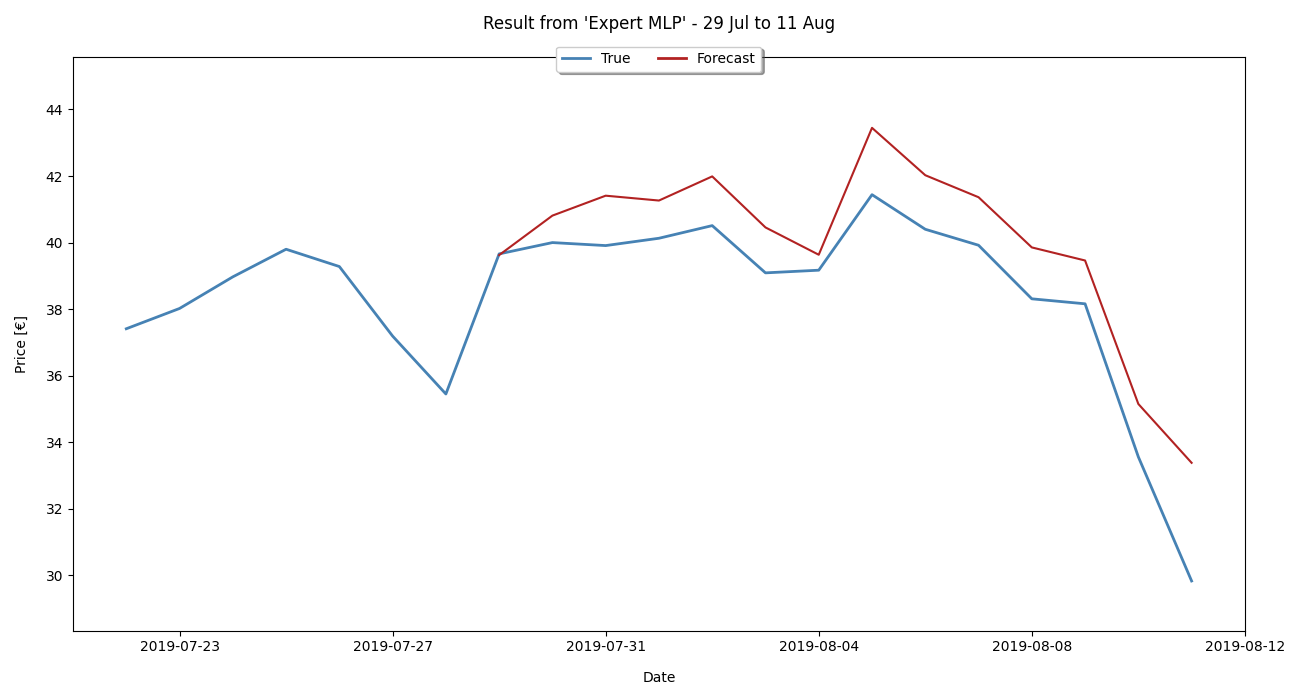 Result from 'Expert MLP' - 29 Jul to 11 Aug
True Forecast
44
42
40
38
36
34
32
30
Price [€]
2019-07-23 2019-07-27 2019-07-31 2019-08-04 2019-08-08 2019-08-12
Date